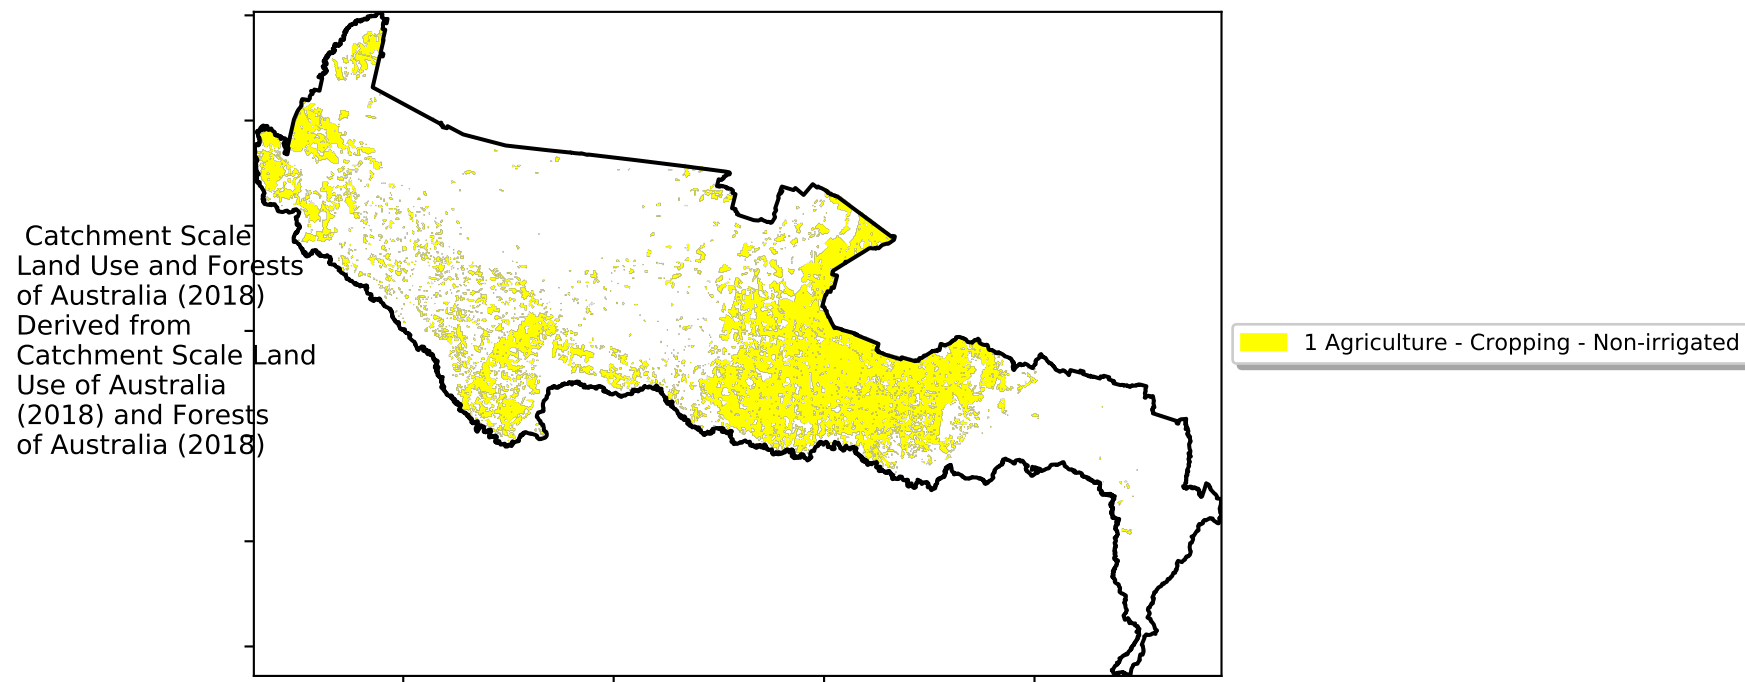 Catchment Scale
Land Use and Forests
of Australia (2018)
Derived from
Catchment Scale Land
Use of Australia
(2018) and Forests
of Australia (2018)
1 Agriculture - Cropping - Non-irrigated